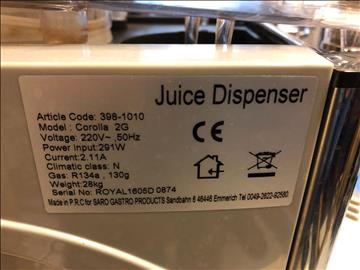 Juice Dispenser
Article Code: 398-1010
Model: Corolla 2G
Voltage: 220V~ ,50Hz
Power Input:291W
Current:2.11A
Climatic class: N
Gas: R134a , 130g
Weight:28kg
Serial No: ROYAL1605D 0874
Made in P.R.C for SARO GASTRO PRODUCTS Sandbahn 6 46446 Emmerich Tel 0049-2822-92580
CE